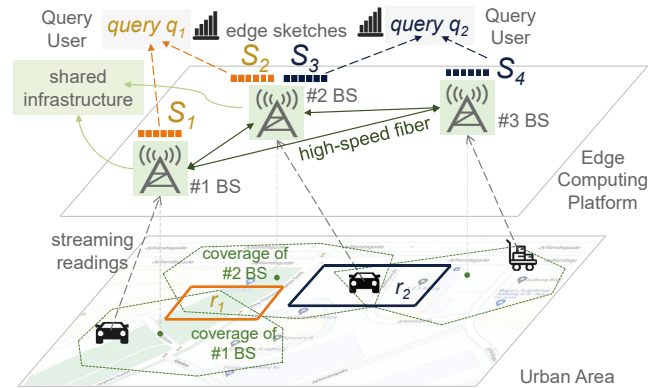 Query
User
query q1
edge sketches
query q2
Query
User
S2
S3
S4
shared
infrastructure
S1
#2 BS
#3 BS
high-speed fiber
#1 BS
Edge
Computing
Platform
streaming
readings
coverage of
#2 BS
r1
r2
coverage of
#1 BS
Urban Area